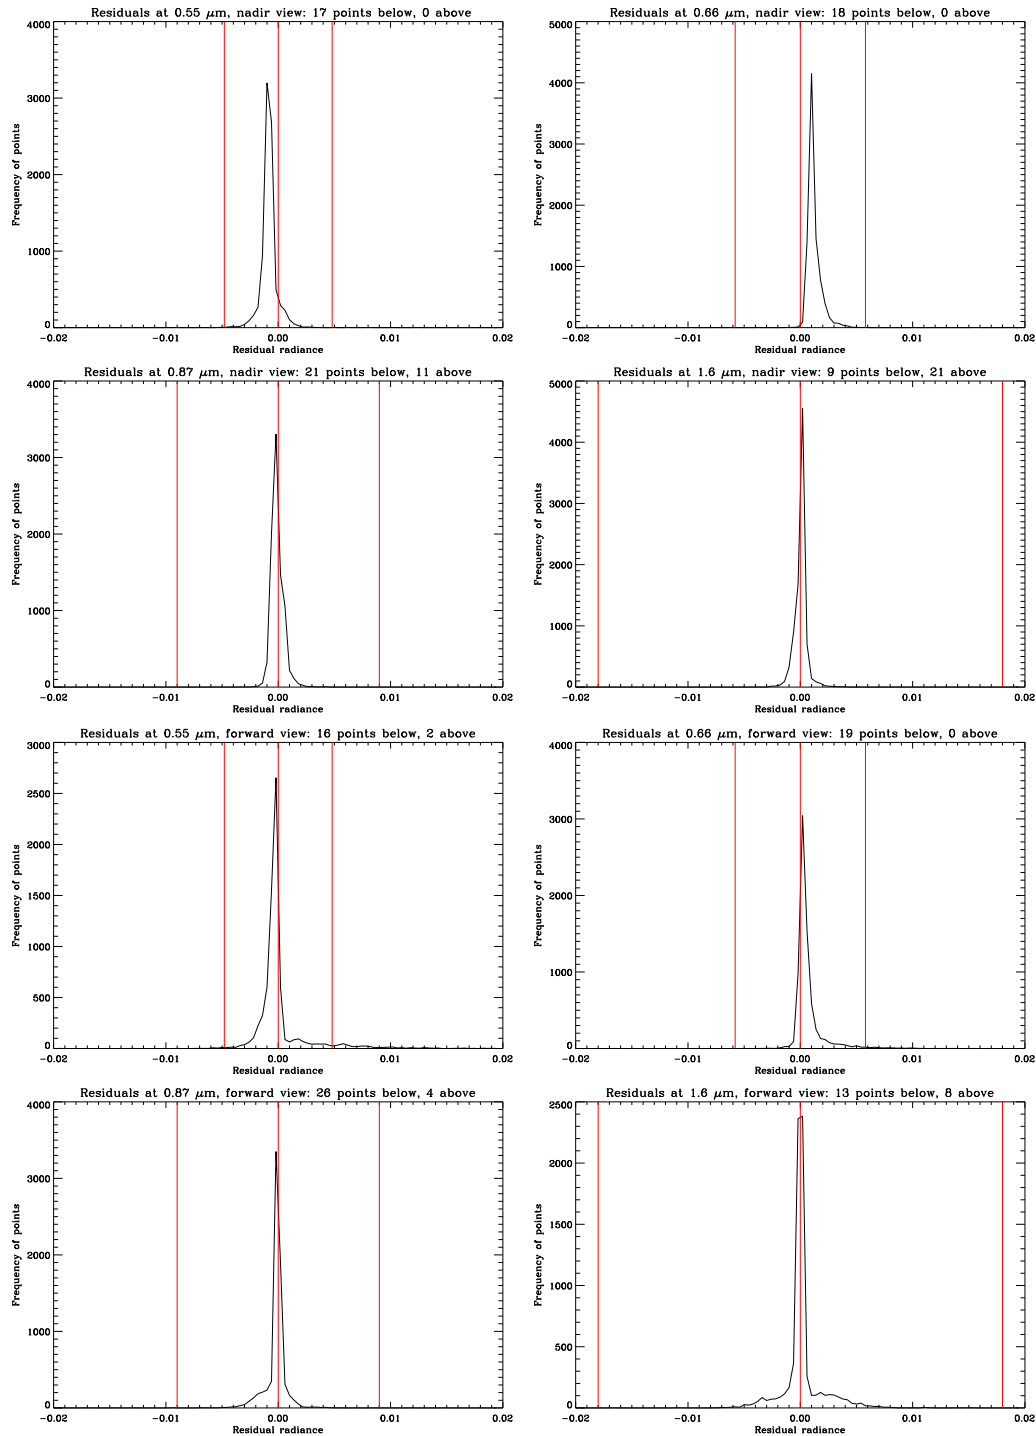 Residuals at 0.55 μm, nadir view: 17 points below, 0 above
4000
3000
2000
1000
0
Frequency of points
-0.02 -0.01 0.00 0.01 0.02
Residual radiance
Residuals at 0.66 μm, nadir view: 18 points below, 0 above
5000
4000
3000
2000
1000
0
Frequency of points
-0.02 -0.01 0.00 0.01 0.02
Residual radiance
Residuals at 0.87 μm, nadir view: 21 points below, 11 above
4000
3000
2000
1000
0
Frequency of points
-0.02 -0.01 0.00 0.01 0.02
Residual radiance
Residuals at 1.6 μm, nadir view: 9 points below, 21 above
5000
4000
3000
2000
1000
0
Frequency of points
-0.02 -0.01 0.00 0.01 0.02
Residual radiance
Residuals at 0.55 μm, forward view: 16 points below, 2 above
3000
2500
2000
1500
1000
500
0
Frequency of points
-0.02 -0.01 0.00 0.01 0.02
Residual radiance
Residuals at 0.66 μm, forward view: 19 points below, 0 above
4000
3000
2000
1000
0
Frequency of points
-0.02 -0.01 0.00 0.01 0.02
Residual radiance
Residuals at 0.87 μm, forward view: 26 points below, 4 above
4000
3000
2000
1000
0
Frequency of points
-0.02 -0.01 0.00 0.01 0.02
Residual radiance
Residuals at 1.6 μm, forward view: 13 points below, 8 above
2500
2000
1500
1000
500
0
Frequency of points
-0.02 -0.01 0.00 0.01 0.02
Residual radiance